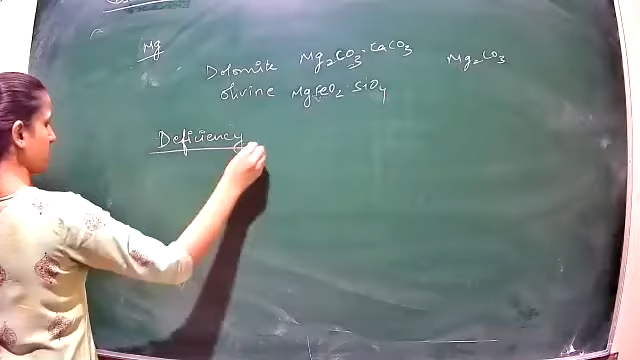 Mg
Dolomite Mg₂CO₃·CaCO₃ Mg₂CO₃
Olivine MgFeO₂·SiO₄
Deficiency